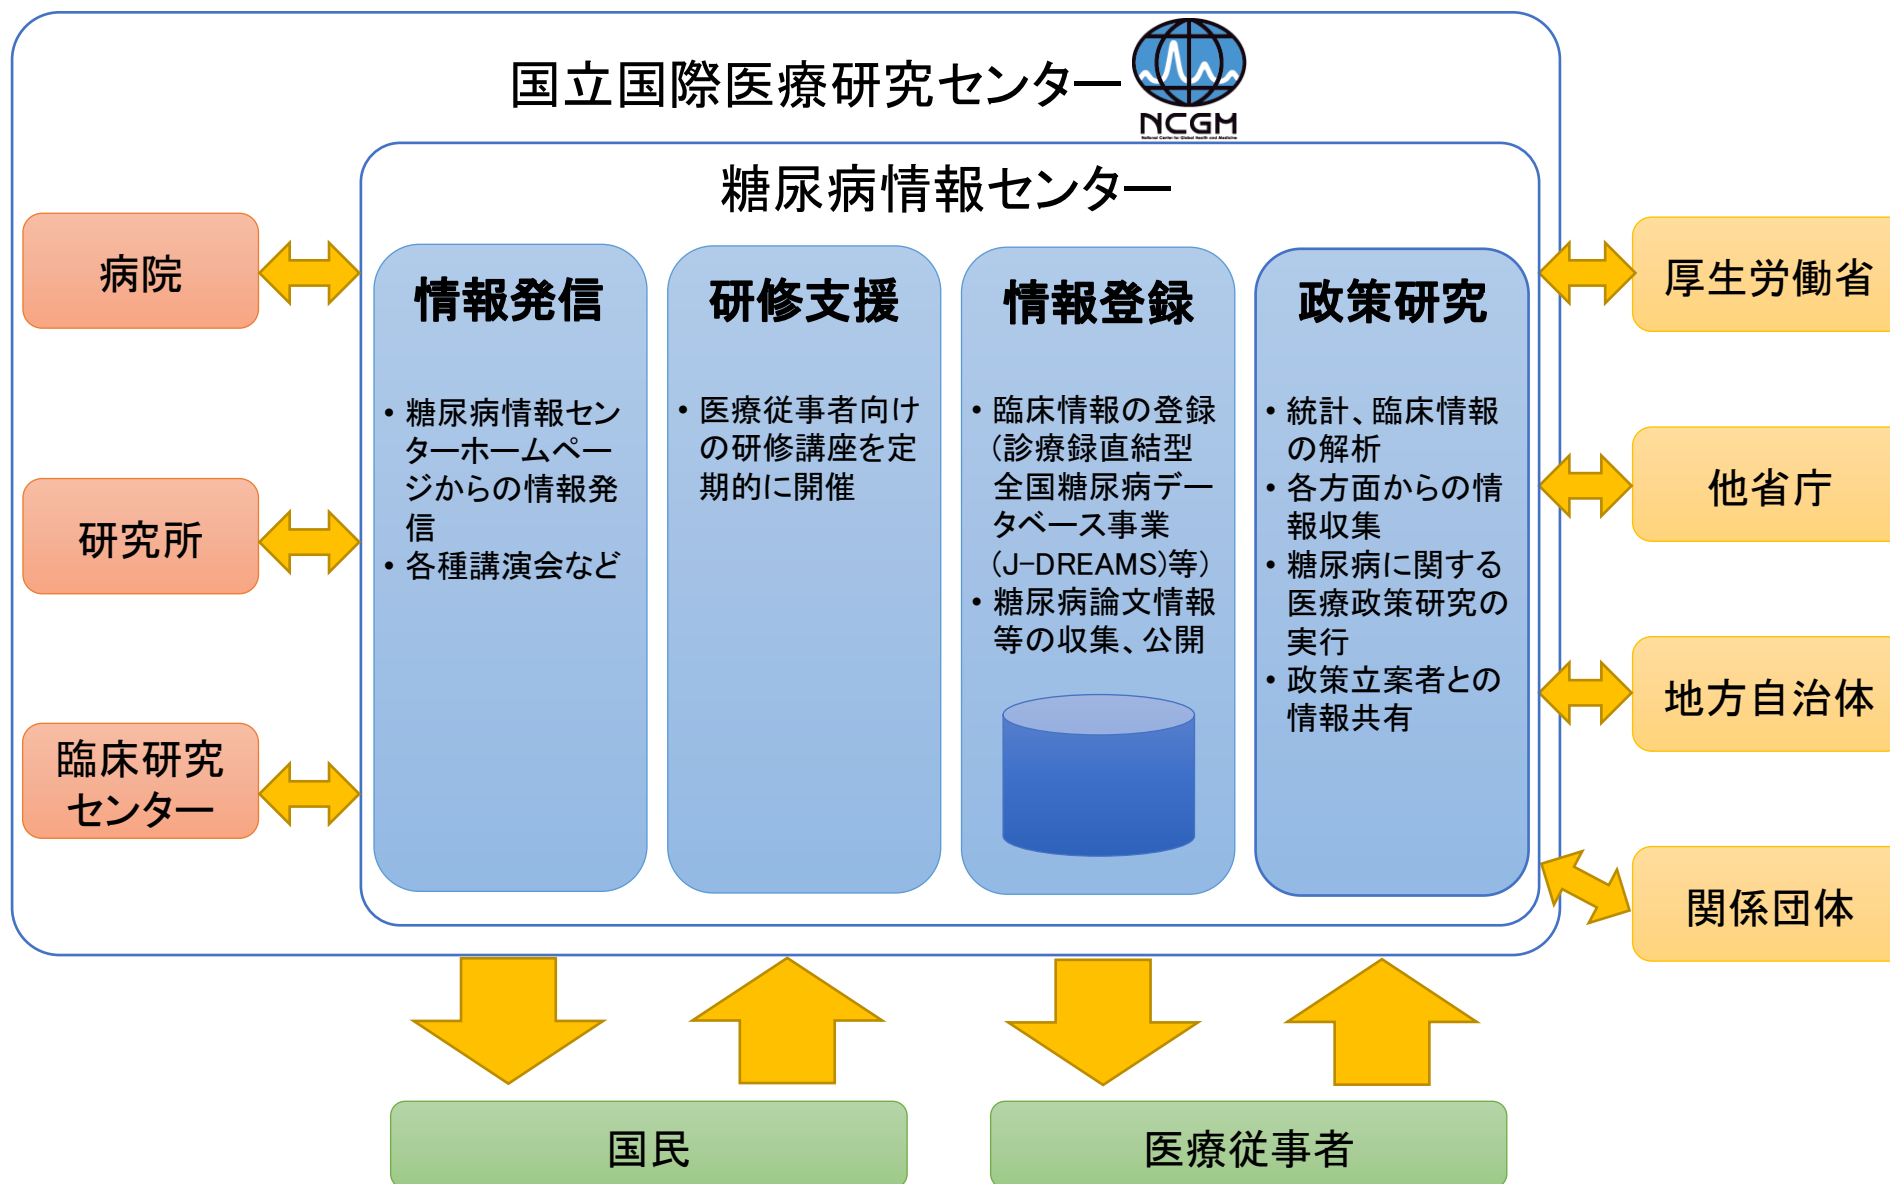 国立国際医療研究センター
NCGM
National Center for Global Health and Medicine
糖尿病情報センター
病院
研究所
臨床研究
センター
情報発信
• 糖尿病情報セン
ターホームペー
ジからの情報発
信
• 各種講演会など
研修支援
• 医療従事者向け
の研修講座を定
期的に開催
情報登録
• 臨床情報の登録
(診療録直結型
全国糖尿病デー
タベース事業
(J-DREAMS)等)
• 糖尿病論文情報
等の収集、公開
政策研究
• 統計、臨床情報
の解析
• 各方面からの情
報収集
• 糖尿病に関する
医療政策研究の
実行
• 政策立案者との
情報共有
厚生労働省
他省庁
地方自治体
関係団体
国民
医療従事者